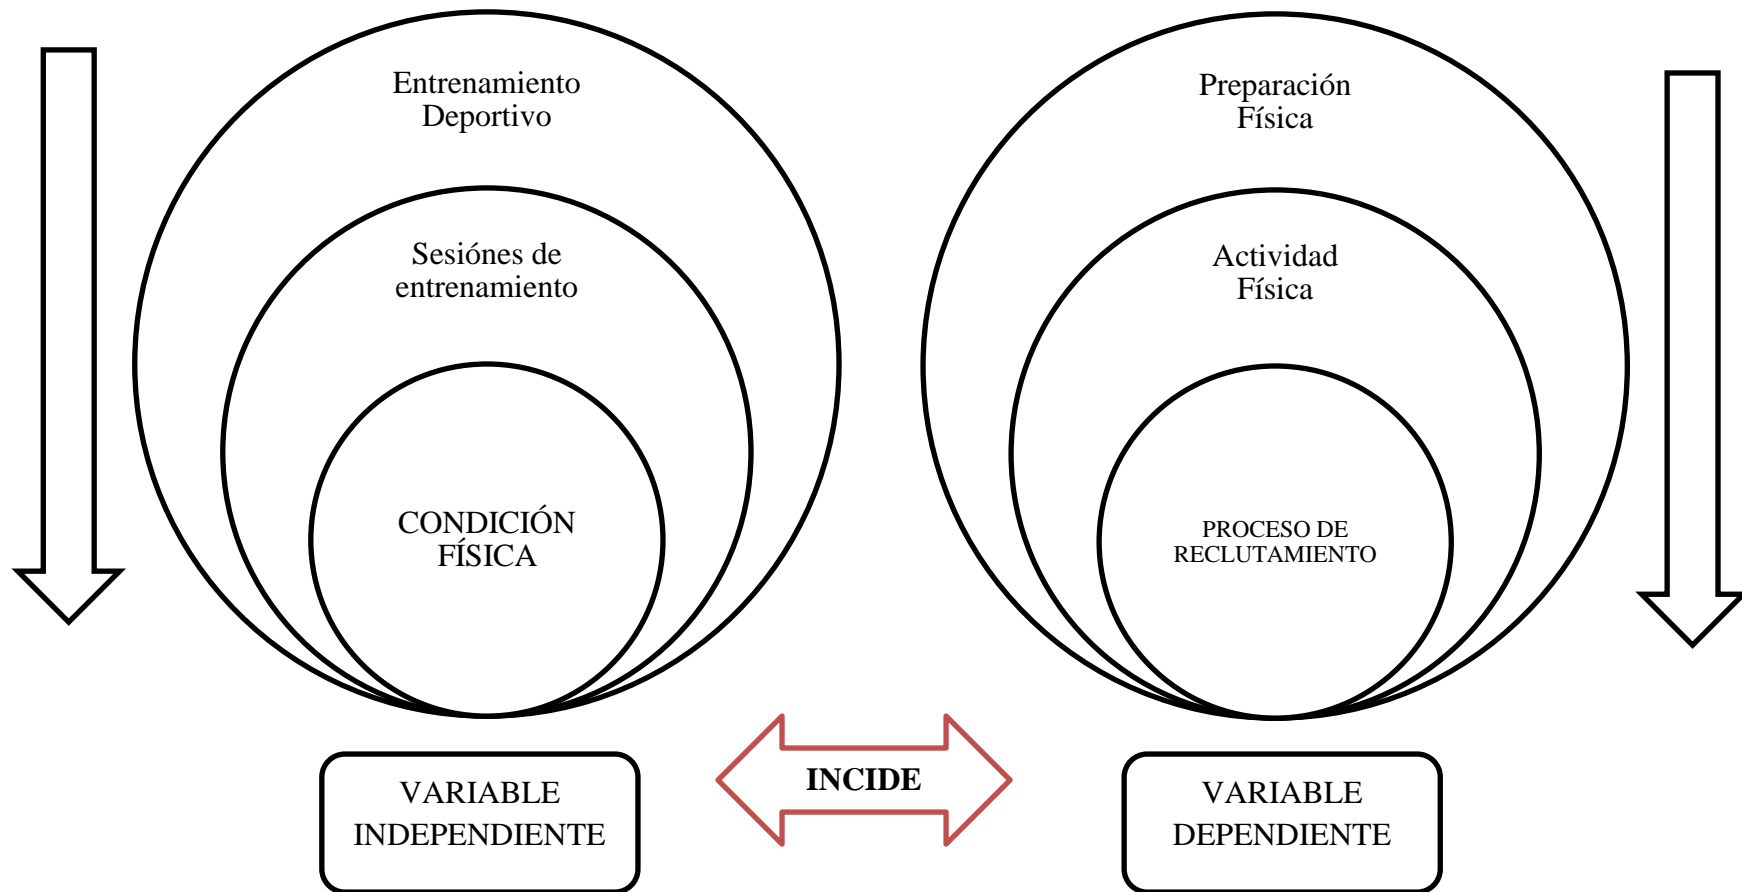 Entrenamiento
Deportivo
Sesiónes de
entrenamiento
CONDICIÓN
FÍSICA
Preparación
Física
Actividad
Física
PROCESO DE
RECLUTAMIENTO
VARIABLE
INDEPENDIENTE
INCIDE
VARIABLE
DEPENDIENTE